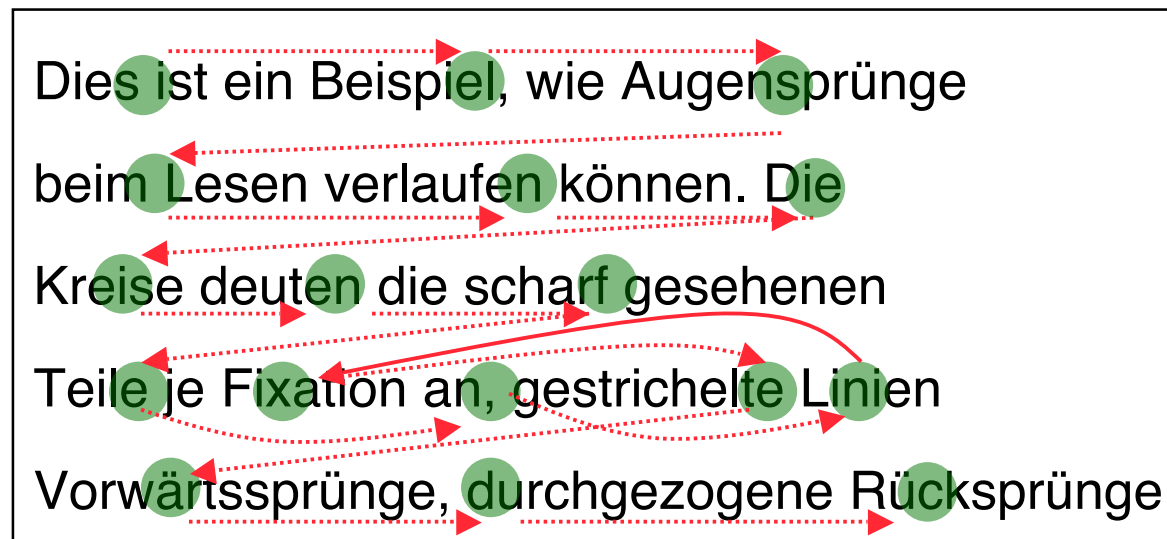 Dies ist ein Beispiel, wie Augensprünge
beim Lesen verlaufen können. Die
Kreise deuten die scharf gesehenen
Teile je Fixation an, gestrichelte Linien
Vorwärtssprünge, durchgezogene Rücksprünge